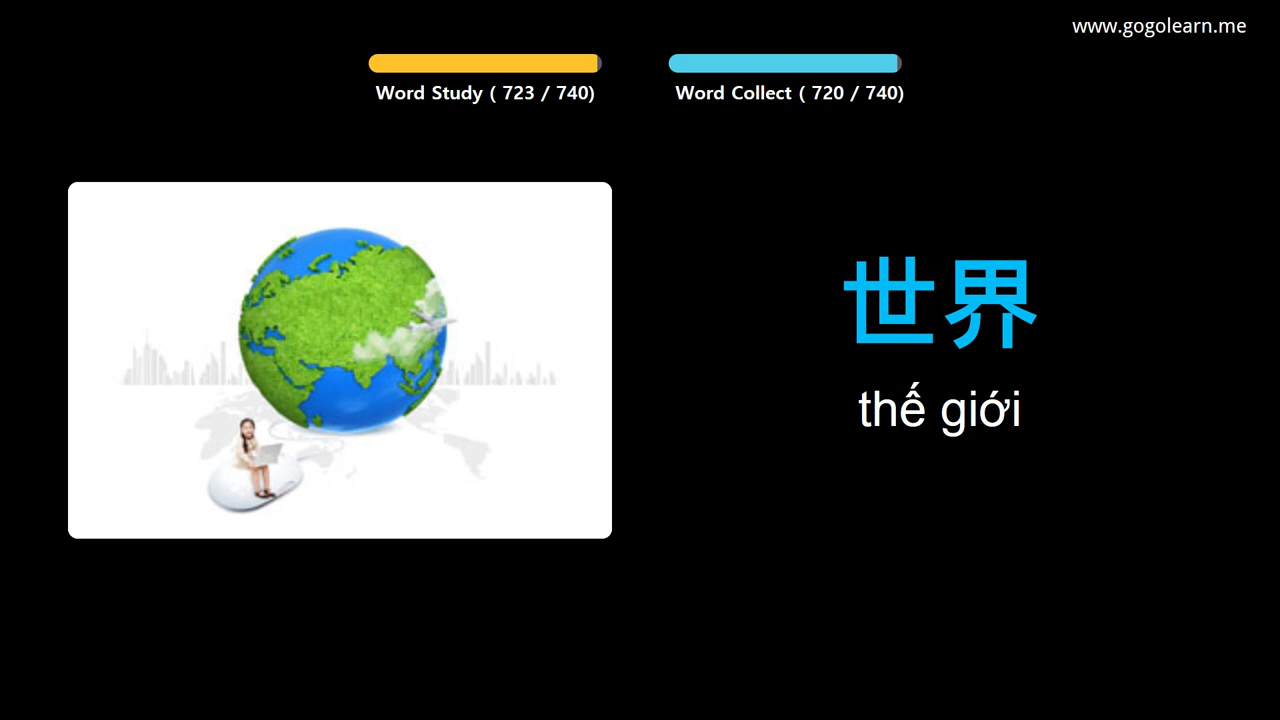 www.gogolearn.me
Word Study ( 723 / 740)
Word Collect ( 720 / 740)
世界
thế giới